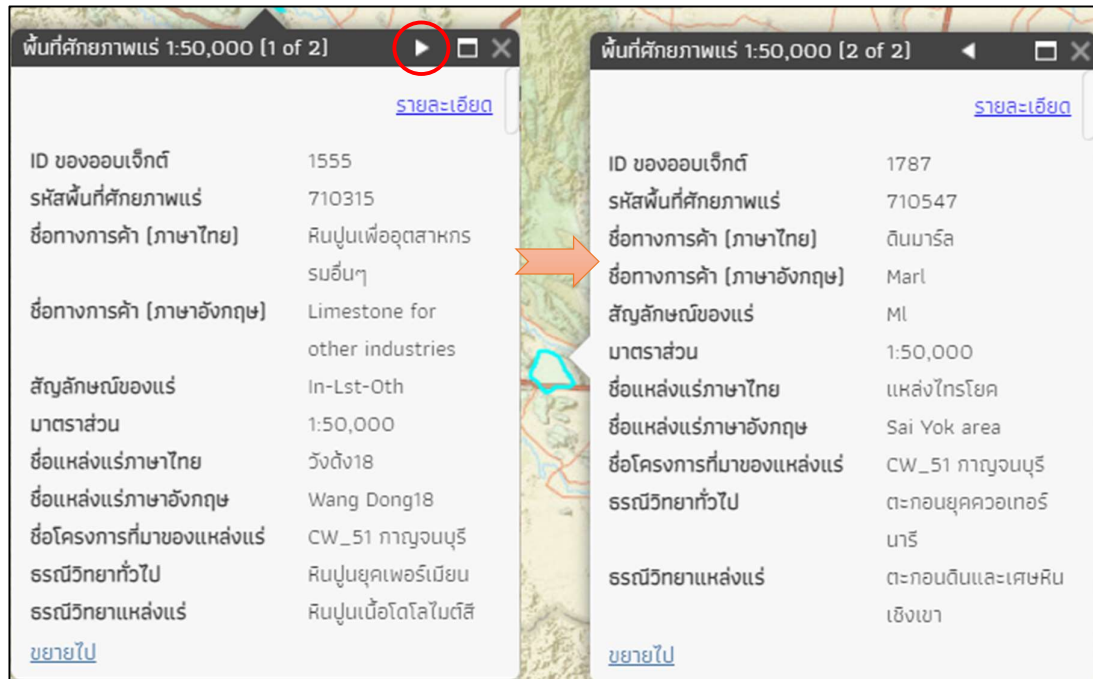 พื้นที่ศักยภาพแร่ 1:50,000 (1 of 2)
รายละเอียด
ID ของออบเจ็กต์ 1555
รหัสพื้นที่ศักยภาพแร่ 710315
ชื่อทางการค้า (ภาษาไทย) หินปูนเพื่ออุตสาหกร
รมอื่นๆ
ชื่อทางการค้า (ภาษาอังกฤษ) Limestone for
other industries
สัญลักษณ์ของแร่ In-Lst-Oth
มาตราส่วน 1:50,000
ชื่อแหล่งแร่ภาษาไทย วังด้ง18
ชื่อแหล่งแร่ภาษาอังกฤษ Wang Dong18
ชื่อโครงการที่มาของแหล่งแร่ CW_51 กาญจนบุรี
ธรณีวิทยาทั่วไป หินปูนยุคเพอร์เมียน
ธรณีวิทยาแหล่งแร่ หินปูนเนื้อโดโลไมต์สี
ขยายไป
พื้นที่ศักยภาพแร่ 1:50,000 (2 of 2)
รายละเอียด
ID ของออบเจ็กต์ 1787
รหัสพื้นที่ศักยภาพแร่ 710547
ชื่อทางการค้า (ภาษาไทย) ดินมาร์ล
ชื่อทางการค้า (ภาษาอังกฤษ) Marl
สัญลักษณ์ของแร่ Ml
มาตราส่วน 1:50,000
ชื่อแหล่งแร่ภาษาไทย แหล่งไทรโยค
ชื่อแหล่งแร่ภาษาอังกฤษ Sai Yok area
ชื่อโครงการที่มาของแหล่งแร่ CW_51 กาญจนบุรี
ธรณีวิทยาทั่วไป ตะกอนยุคควอเทอร์
นารี
ธรณีวิทยาแหล่งแร่ ตะกอนดินและเศษหิน
เชิงเขา
ขยายไป